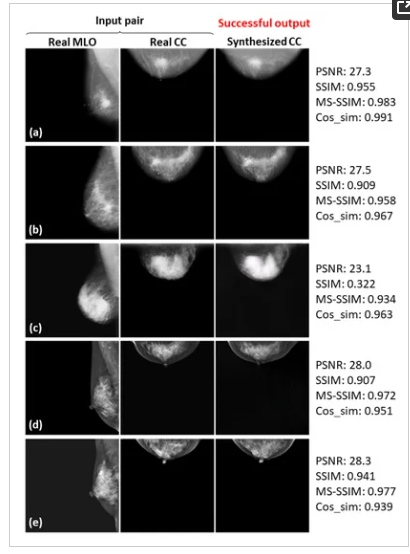 Input pair
Successful output
Real MLO
Real CC
Synthesized CC
(a)
PSNR: 27.3
SSIM: 0.955
MS-SSIM: 0.983
Cos_sim: 0.991
(b)
PSNR: 27.5
SSIM: 0.909
MS-SSIM: 0.958
Cos_sim: 0.967
(c)
PSNR: 23.1
SSIM: 0.322
MS-SSIM: 0.934
Cos_sim: 0.963
(d)
PSNR: 28.0
SSIM: 0.907
MS-SSIM: 0.972
Cos_sim: 0.951
(e)
PSNR: 28.3
SSIM: 0.941
MS-SSIM: 0.977
Cos_sim: 0.939